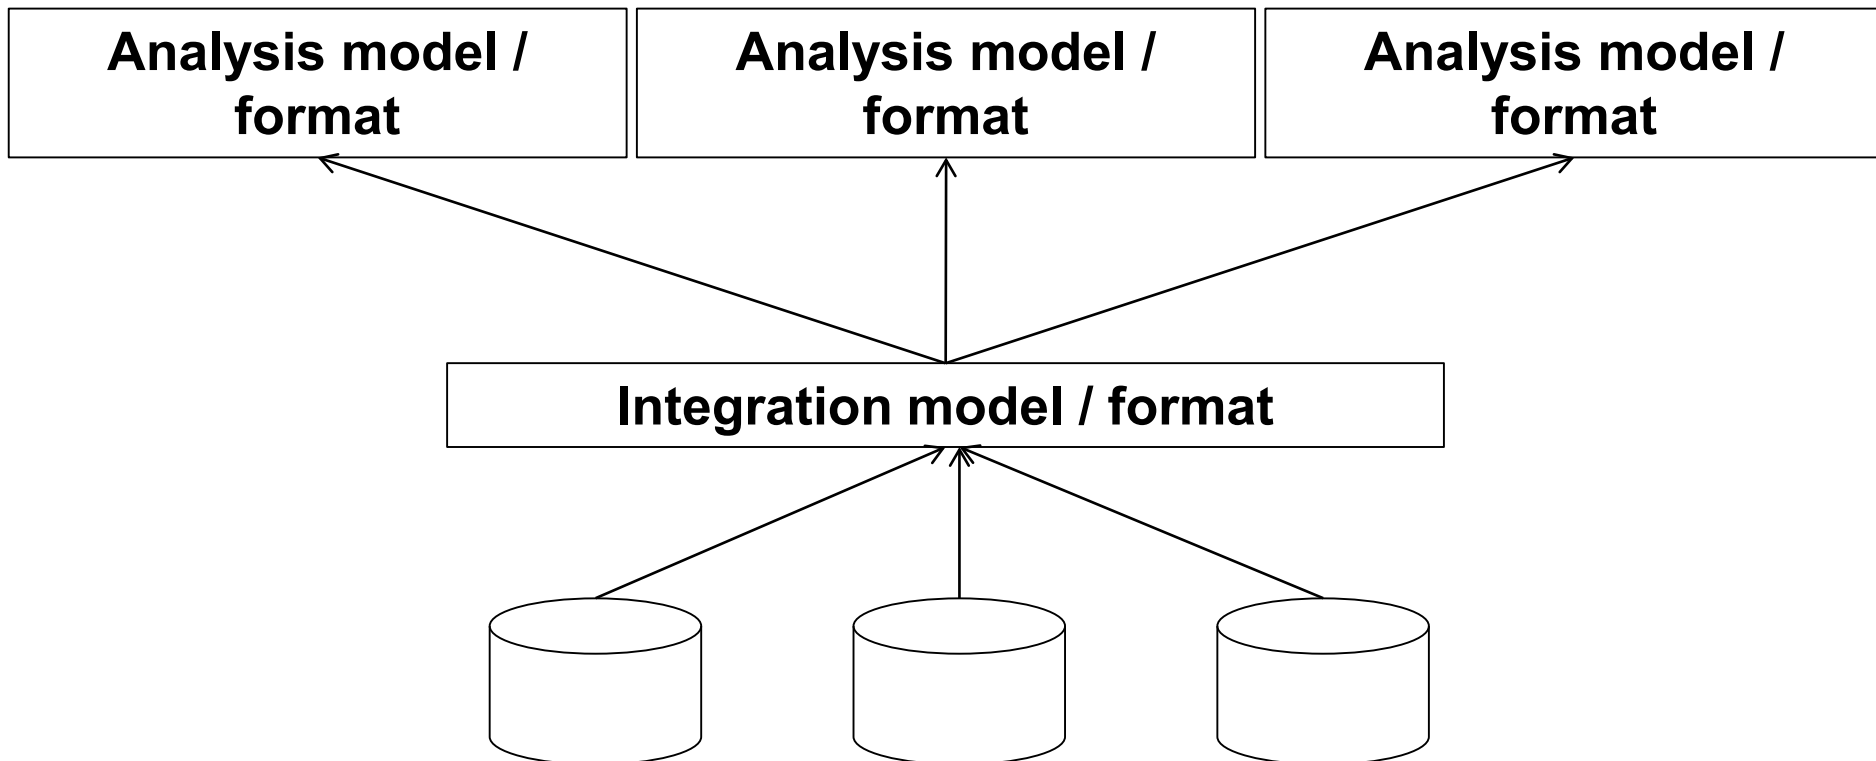 Analysis model /
format
Analysis model /
format
Analysis model /
format
Integration model / format